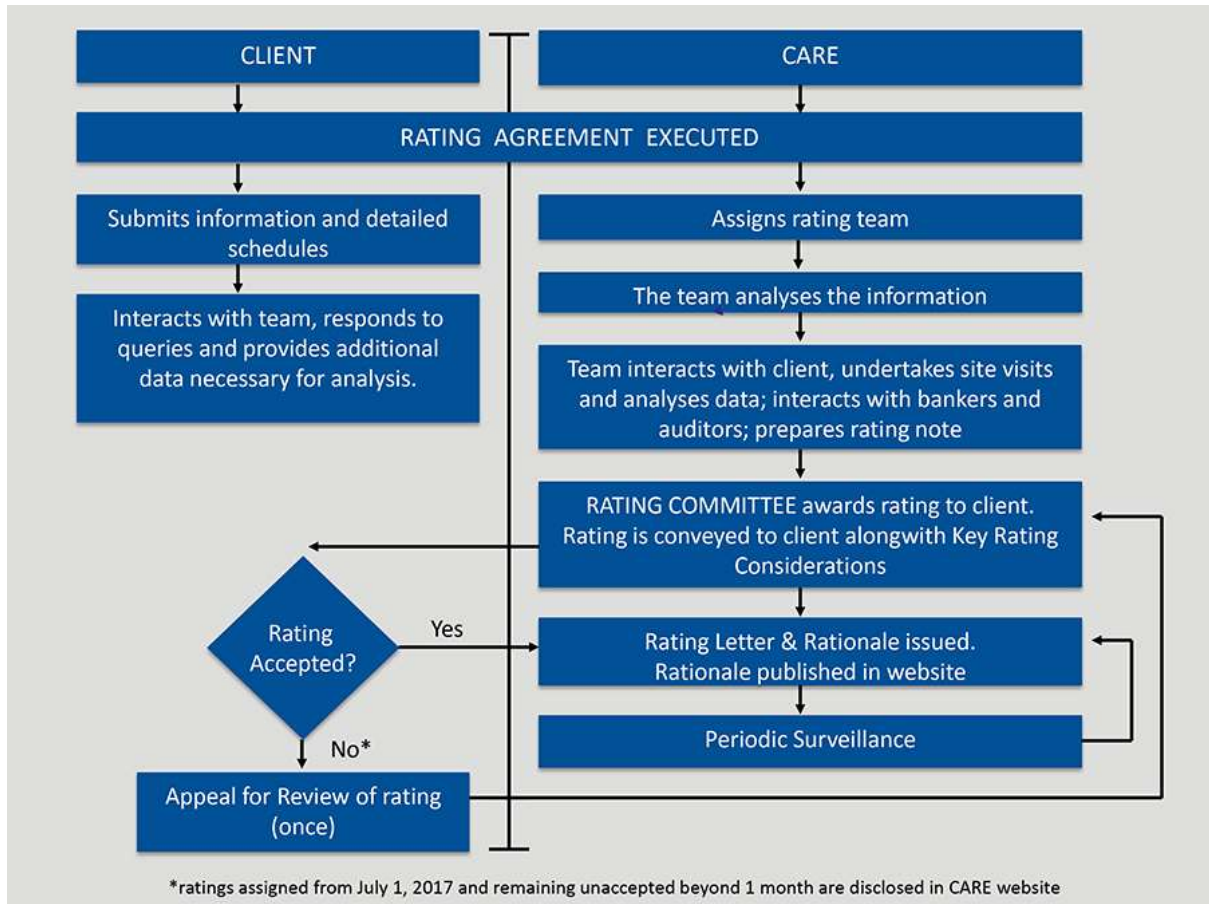 CLIENT
CARE
RATING AGREEMENT EXECUTED
Submits information and detailed
schedules
Interacts with team, responds to
queries and provides additional
data necessary for analysis.
Assigns rating team
The team analyses the information
Team interacts with client, undertakes site visits
and analyses data; interacts with bankers and
auditors; prepares rating note
RATING COMMITTEE awards rating to client.
Rating is conveyed to client alongwith Key Rating
Considerations
Rating
Accepted?
Yes
No*
Rating Letter & Rationale issued.
Rationale published in website
Periodic Surveillance
Appeal for Review of rating
(once)
*ratings assigned from July 1, 2017 and remaining unaccepted beyond 1 month are disclosed in CARE website